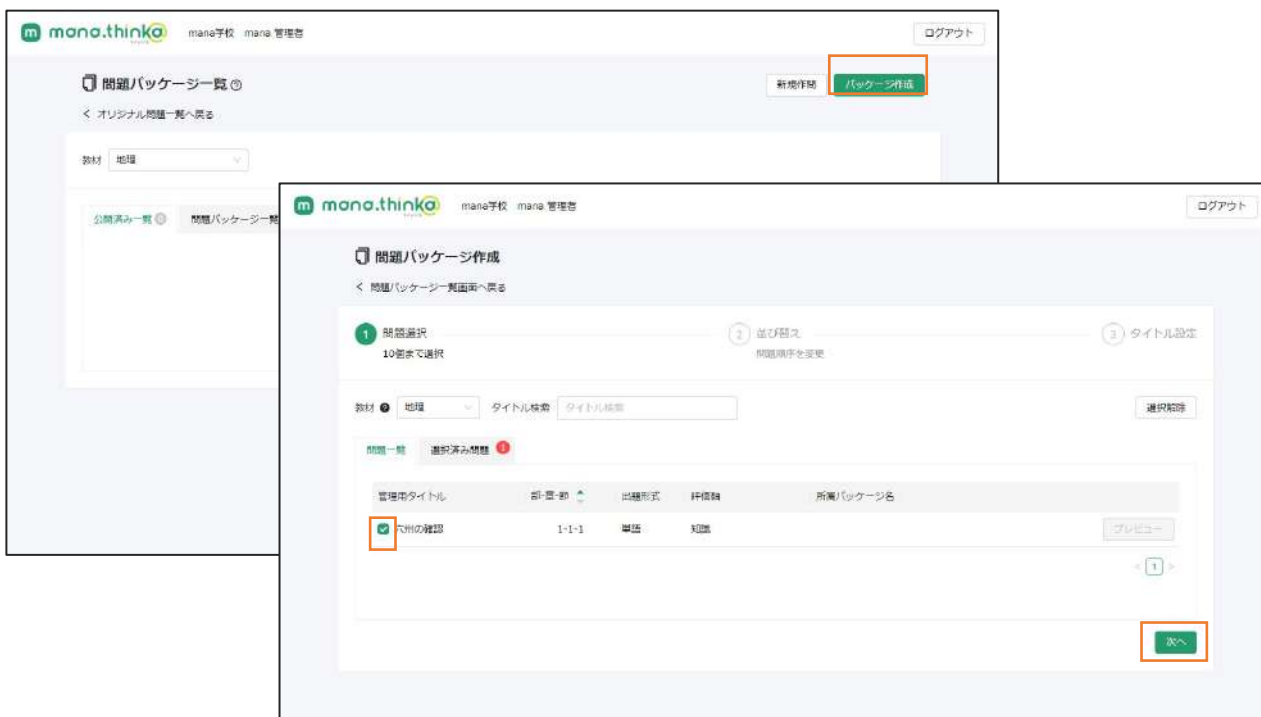 mana.think@ mana学校 mana 管理者 ログアウト
問題パッケージ一覧
新規作問 パッケージ作成
< オリジナル問題一覧へ戻る
教材 地理
公開済み一覧 問題パッケージ一覧
mana.think@ mana学校 mana 管理者 ログアウト
問題パッケージ作成
< 問題パッケージ一覧画面へ戻る
1 問題選択 2 並び替え 3 タイトル設定
10個まで選択 問題順序を変更
教材 地理 タイトル検索 タイトル検索 選択解除
問題一覧 選択済み問題 1
管理用タイトル 部-章-節 出題形式 評価軸 所属パッケージ名
六州の確認 1-1-1 単語 知識 プレビュー
< 1 >
次へ